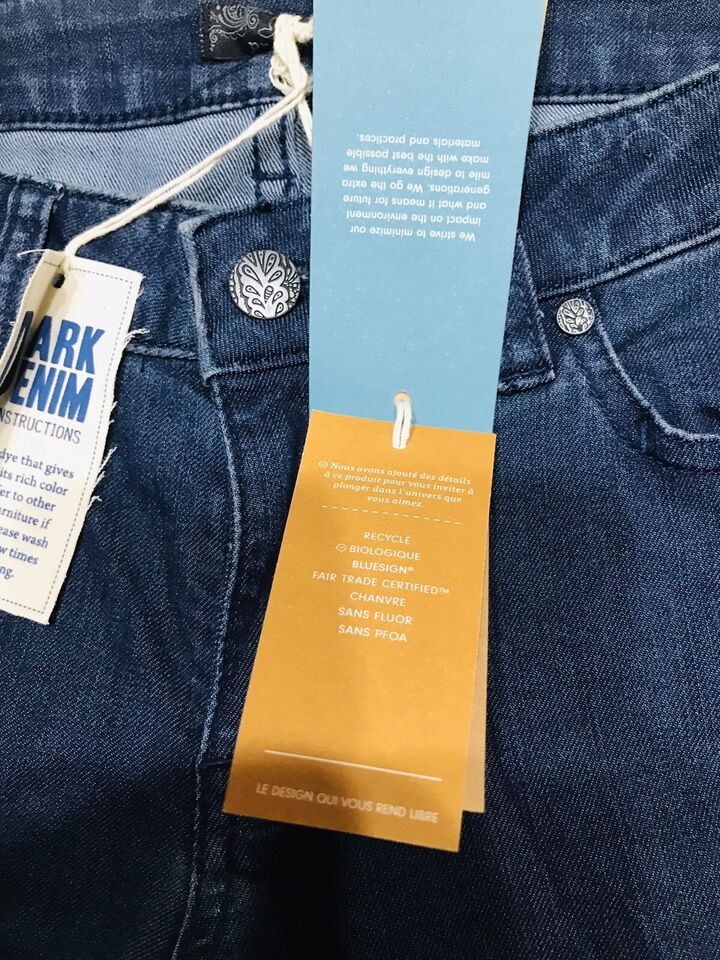 We strive to minimize our
impact on the environment
and what it means for future
generations. We go the extra
mile to design everything we
make with the best possible
materials and practices.
ARK
ENIM
NSTRUCTIONS
dye that gives
its rich color
fer to other
urniture if
ease wash
w times
ng.
Nous avons ajouté des détails
à ce produit pour vous inviter à
plonger dans l'univers que
vous aimez.
RECYCLÉ
BIOLOGIQUE
BLUESIGN®
FAIR TRADE CERTIFIED™
CHANVRE
SANS FLUOR
SANS PFOA
LE DESIGN QUI VOUS REND LIBRE